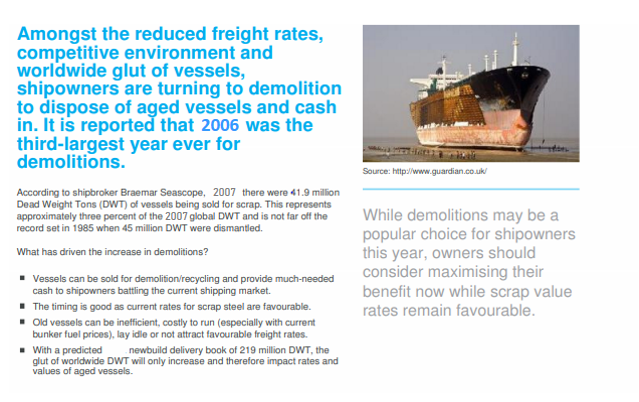 Amongst the reduced freight rates,
competitive environment and
worldwide glut of vessels,
shipowners are turning to demolition
to dispose of aged vessels and cash
in. It is reported that 2006 was the
third-largest year ever for
demolitions.
According to shipbroker Braemar Seascope, 2007 there were 41.9 million
Dead Weight Tons (DWT) of vessels being sold for scrap. This represents
approximately three percent of the 2007 global DWT and is not far off the
record set in 1985 when 45 million DWT were dismantled.
What has driven the increase in demolitions?
▪ Vessels can be sold for demolition/recycling and provide much-needed
cash to shipowners battling the current shipping market.
▪ The timing is good as current rates for scrap steel are favourable.
▪ Old vessels can be inefficient, costly to run (especially with current
bunker fuel prices), lay idle or not attract favourable freight rates.
▪ With a predicted newbuild delivery book of 219 million DWT, the
glut of worldwide DWT will only increase and therefore impact rates and
values of aged vessels.
Source: http://www.guardian.co.uk/
While demolitions may be a
popular choice for shipowners
this year, owners should
consider maximising their
benefit now while scrap value
rates remain favourable.